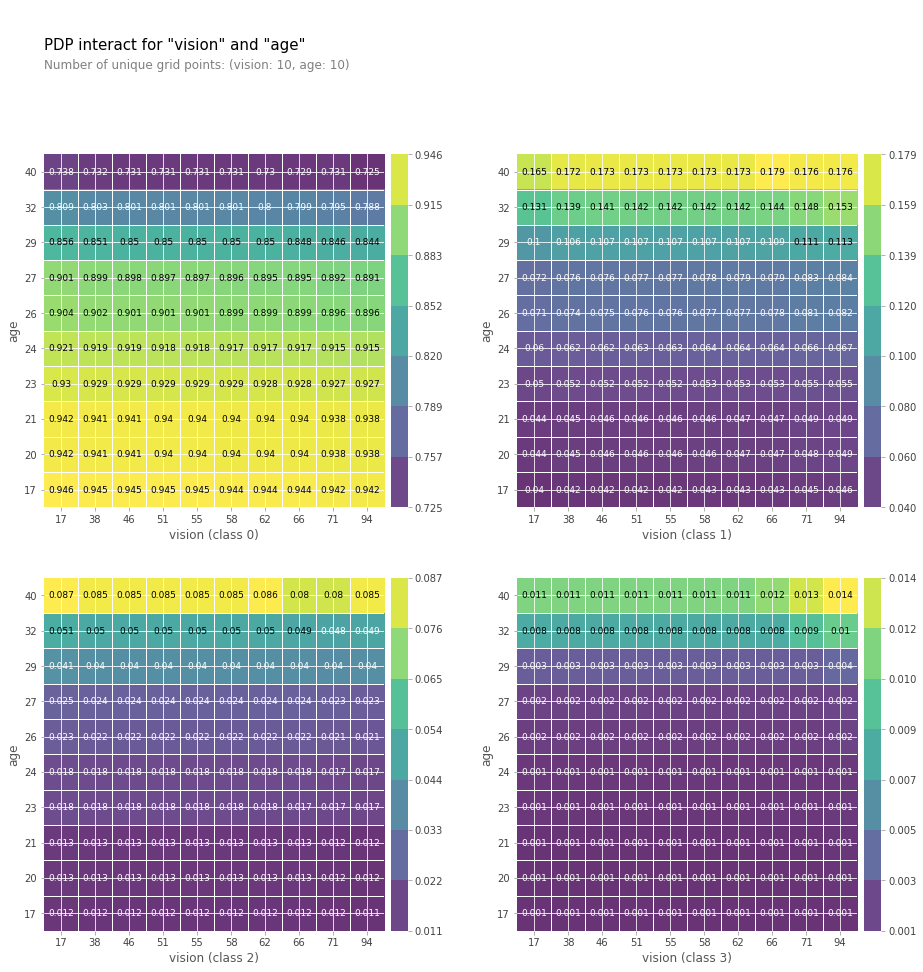 PDP interact for "vision" and "age"
Number of unique grid points: (vision: 10, age: 10)
age
40 0.738 0.732 0.731 0.731 0.731 0.731 0.73 0.729 0.731 0.725
32 0.809 0.803 0.801 0.801 0.801 0.801 0.8 0.799 0.795 0.788
29 0.856 0.851 0.85 0.85 0.85 0.85 0.85 0.848 0.846 0.844
27 0.901 0.899 0.898 0.897 0.897 0.896 0.895 0.895 0.892 0.891
26 0.904 0.902 0.901 0.901 0.901 0.899 0.899 0.899 0.896 0.896
24 0.921 0.919 0.919 0.918 0.918 0.917 0.917 0.917 0.915 0.915
23 0.93 0.929 0.929 0.929 0.929 0.929 0.928 0.928 0.927 0.927
21 0.942 0.941 0.941 0.94 0.94 0.94 0.94 0.94 0.938 0.938
20 0.942 0.941 0.941 0.94 0.94 0.94 0.94 0.94 0.938 0.938
17 0.946 0.945 0.945 0.945 0.945 0.944 0.944 0.944 0.942 0.942
17 38 46 51 55 58 62 66 71 94
vision (class 0)
0.946
0.915
0.883
0.852
0.820
0.789
0.757
0.725
age
40 0.165 0.172 0.173 0.173 0.173 0.173 0.173 0.179 0.176 0.176
32 0.131 0.139 0.141 0.142 0.142 0.142 0.142 0.144 0.148 0.153
29 0.1 0.106 0.107 0.107 0.107 0.107 0.107 0.109 0.111 0.113
27 0.072 0.076 0.076 0.077 0.077 0.078 0.079 0.079 0.083 0.084
26 0.071 0.074 0.075 0.076 0.076 0.077 0.077 0.078 0.081 0.082
24 0.06 0.062 0.062 0.063 0.063 0.064 0.064 0.064 0.066 0.067
23 0.05 0.052 0.052 0.052 0.052 0.053 0.053 0.053 0.055 0.055
21 0.044 0.045 0.046 0.046 0.046 0.046 0.047 0.047 0.049 0.049
20 0.044 0.045 0.046 0.046 0.046 0.046 0.047 0.047 0.048 0.049
17 0.04 0.042 0.042 0.042 0.042 0.043 0.043 0.043 0.045 0.046
17 38 46 51 55 58 62 66 71 94
vision (class 1)
0.179
0.159
0.139
0.120
0.100
0.080
0.060
0.040
age
40 0.087 0.085 0.085 0.085 0.085 0.085 0.086 0.08 0.08 0.085
32 0.051 0.05 0.05 0.05 0.05 0.05 0.05 0.049 0.048 0.049
29 0.041 0.04 0.04 0.04 0.04 0.04 0.04 0.04 0.04 0.04
27 0.025 0.024 0.024 0.024 0.024 0.024 0.024 0.024 0.023 0.023
26 0.023 0.022 0.022 0.022 0.022 0.022 0.022 0.022 0.021 0.021
24 0.018 0.018 0.018 0.018 0.018 0.018 0.018 0.018 0.017 0.017
23 0.018 0.018 0.018 0.018 0.018 0.018 0.018 0.017 0.017 0.017
21 0.013 0.013 0.013 0.013 0.013 0.013 0.013 0.013 0.012 0.012
20 0.013 0.013 0.013 0.013 0.013 0.013 0.013 0.013 0.012 0.012
17 0.012 0.012 0.012 0.012 0.012 0.012 0.012 0.012 0.012 0.011
17 38 46 51 55 58 62 66 71 94
vision (class 2)
0.087
0.076
0.065
0.054
0.044
0.033
0.022
0.011
age
40 0.011 0.011 0.011 0.011 0.011 0.011 0.011 0.012 0.013 0.014
32 0.008 0.008 0.008 0.008 0.008 0.008 0.008 0.008 0.009 0.01
29 0.003 0.003 0.003 0.003 0.003 0.003 0.003 0.003 0.003 0.004
27 0.002 0.002 0.002 0.002 0.002 0.002 0.002 0.002 0.002 0.002
26 0.002 0.002 0.002 0.002 0.002 0.002 0.002 0.002 0.002 0.002
24 0.001 0.001 0.001 0.001 0.001 0.001 0.001 0.001 0.001 0.001
23 0.001 0.001 0.001 0.001 0.001 0.001 0.001 0.001 0.001 0.001
21 0.001 0.001 0.001 0.001 0.001 0.001 0.001 0.001 0.001 0.001
20 0.001 0.001 0.001 0.001 0.001 0.001 0.001 0.001 0.001 0.001
17 0.001 0.001 0.001 0.001 0.001 0.001 0.001 0.001 0.001 0.001
17 38 46 51 55 58 62 66 71 94
vision (class 3)
0.014
0.012
0.010
0.009
0.007
0.005
0.003
0.001